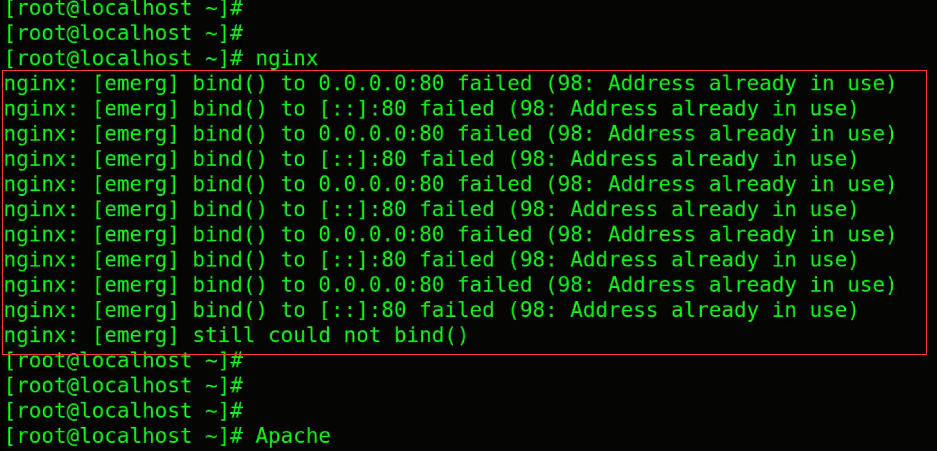 [root@localhost ~]#
[root@localhost ~]#
[root@localhost ~]# nginx
nginx: [emerg] bind() to 0.0.0.0:80 failed (98: Address already in use)
nginx: [emerg] bind() to [::]:80 failed (98: Address already in use)
nginx: [emerg] bind() to 0.0.0.0:80 failed (98: Address already in use)
nginx: [emerg] bind() to [::]:80 failed (98: Address already in use)
nginx: [emerg] bind() to 0.0.0.0:80 failed (98: Address already in use)
nginx: [emerg] bind() to [::]:80 failed (98: Address already in use)
nginx: [emerg] bind() to 0.0.0.0:80 failed (98: Address already in use)
nginx: [emerg] bind() to [::]:80 failed (98: Address already in use)
nginx: [emerg] bind() to 0.0.0.0:80 failed (98: Address already in use)
nginx: [emerg] bind() to [::]:80 failed (98: Address already in use)
nginx: [emerg] still could not bind()
[root@localhost ~]#
[root@localhost ~]#
[root@localhost ~]#
[root@localhost ~]# Apache